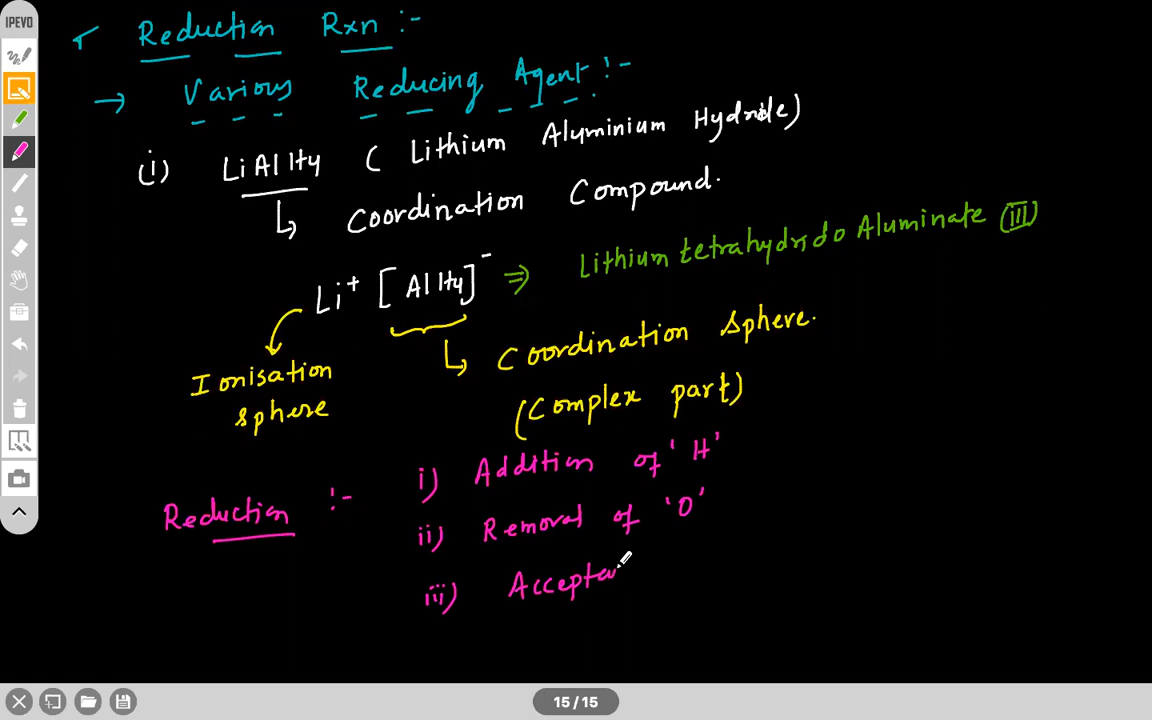 IPEVO
Reduction Rxn :-
→ Various Reducing Agent :-
(i) LiAlH4 ( Lithium Aluminium Hydride)
↳ Coordination Compound.
Li+ [AlH4]- ⇒ Lithium tetrahydrido Aluminate (III)
↳ Coordination sphere.
(Complex part)
Ionisation
sphere
Reduction :- i) Addition of 'H'
ii) Removal of 'O'
iii) Acceptan
15/15